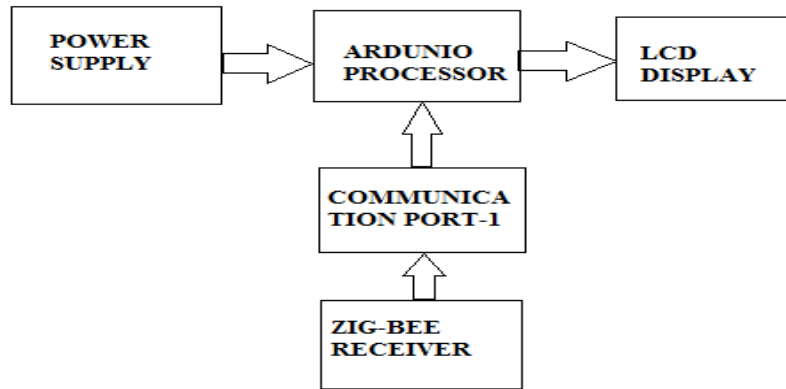 POWER
SUPPLY
ARDUNIO
PROCESSOR
LCD
DISPLAY
COMMUNICA
TION PORT-1
ZIG-BEE
RECEIVER